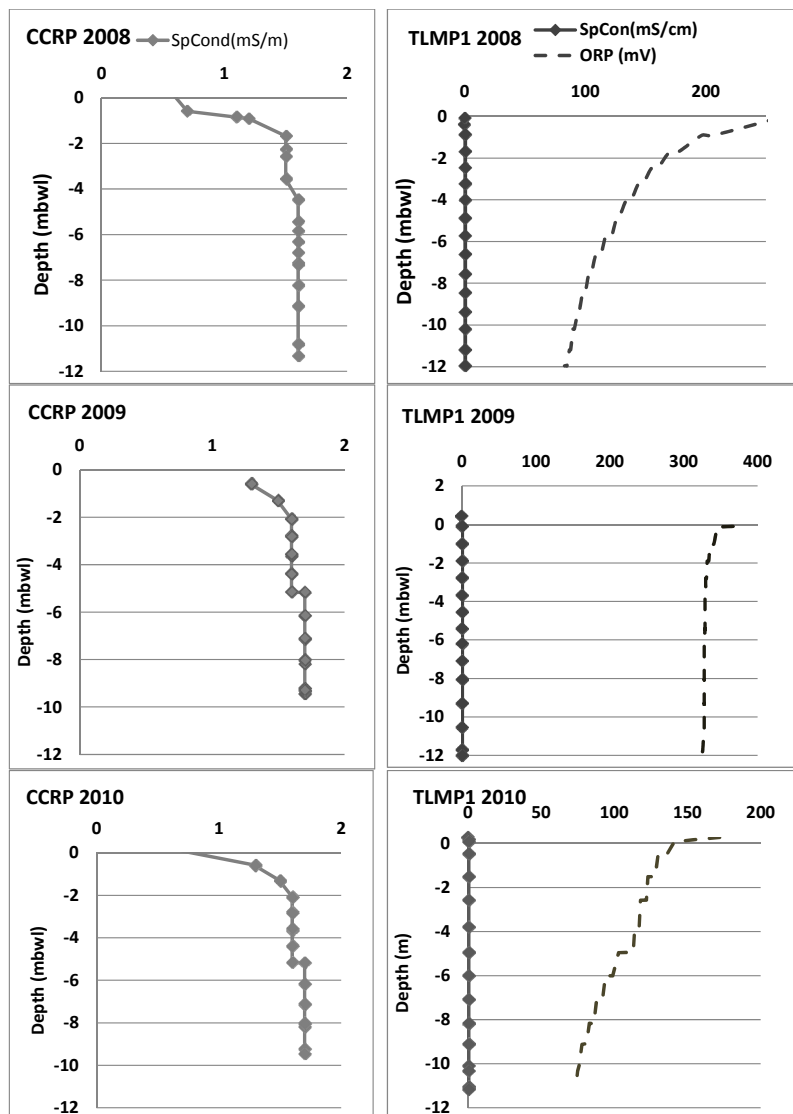 CCRP 2008
SpCond(mS/m)
0 1 2
0
-2
-4
-6
-8
-10
-12
Depth (mbwl)
TLMP1 2008
SpCon(mS/cm)
ORP (mV)
0 100 200
0
-2
-4
-6
-8
-10
-12
Depth (mbwl)
CCRP 2009
0 1 2
0
-2
-4
-6
-8
-10
-12
Depth (mbwl)
TLMP1 2009
0 100 200 300 400
2
0
-2
-4
-6
-8
-10
-12
Depth (mbwl)
CCRP 2010
0 1 2
0
-2
-4
-6
-8
-10
-12
Depth (mbwl)
TLMP1 2010
0 50 100 150 200
0
-2
-4
-6
-8
-10
-12
Depth (m)